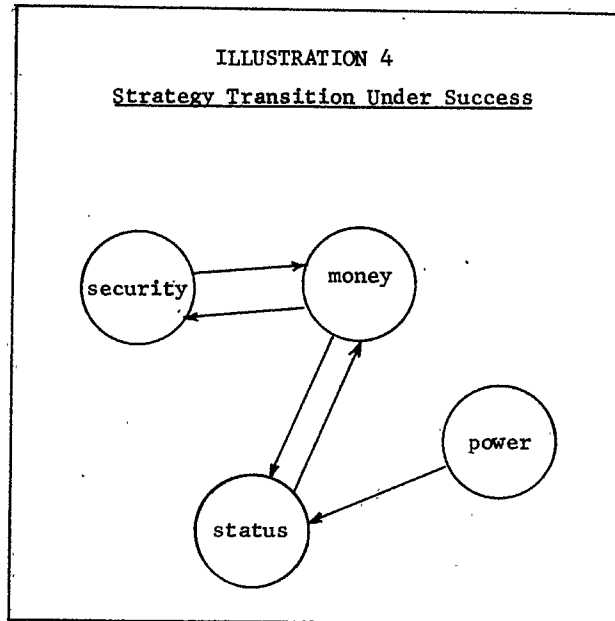 ILLUSTRATION 4
Strategy Transition Under Success
security
money
power
status